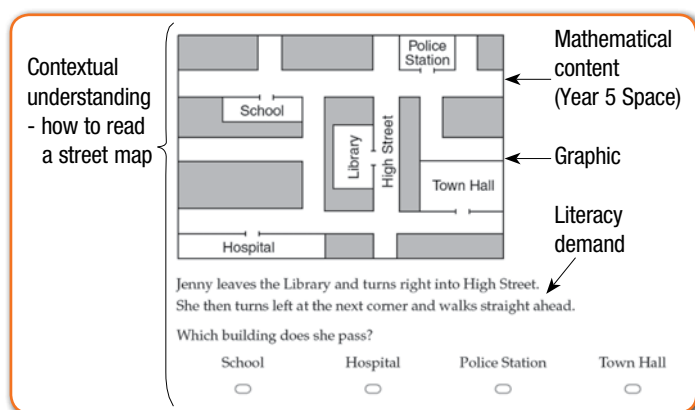 Contextual
understanding
- how to read
a street map
Police
Station
School
Library
High Street
Town Hall
Hospital
Mathematical
content
(Year 5 Space)
Graphic
Literacy
demand
Jenny leaves the Library and turns right into High Street.
She then turns left at the next corner and walks straight ahead.
Which building does she pass?
School Hospital Police Station Town Hall